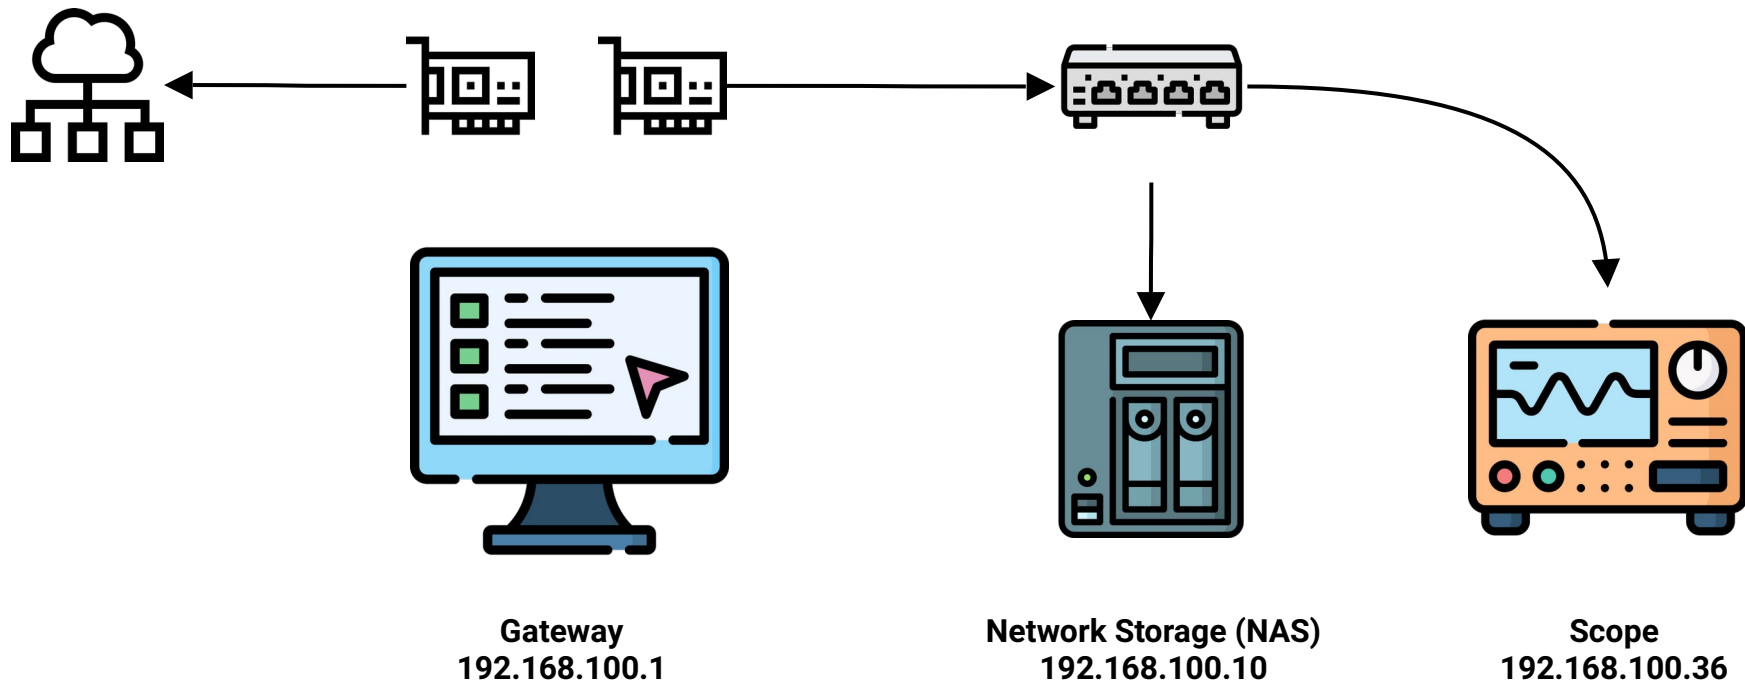 Gateway
192.168.100.1
Network Storage (NAS)
192.168.100.10
Scope
192.168.100.36